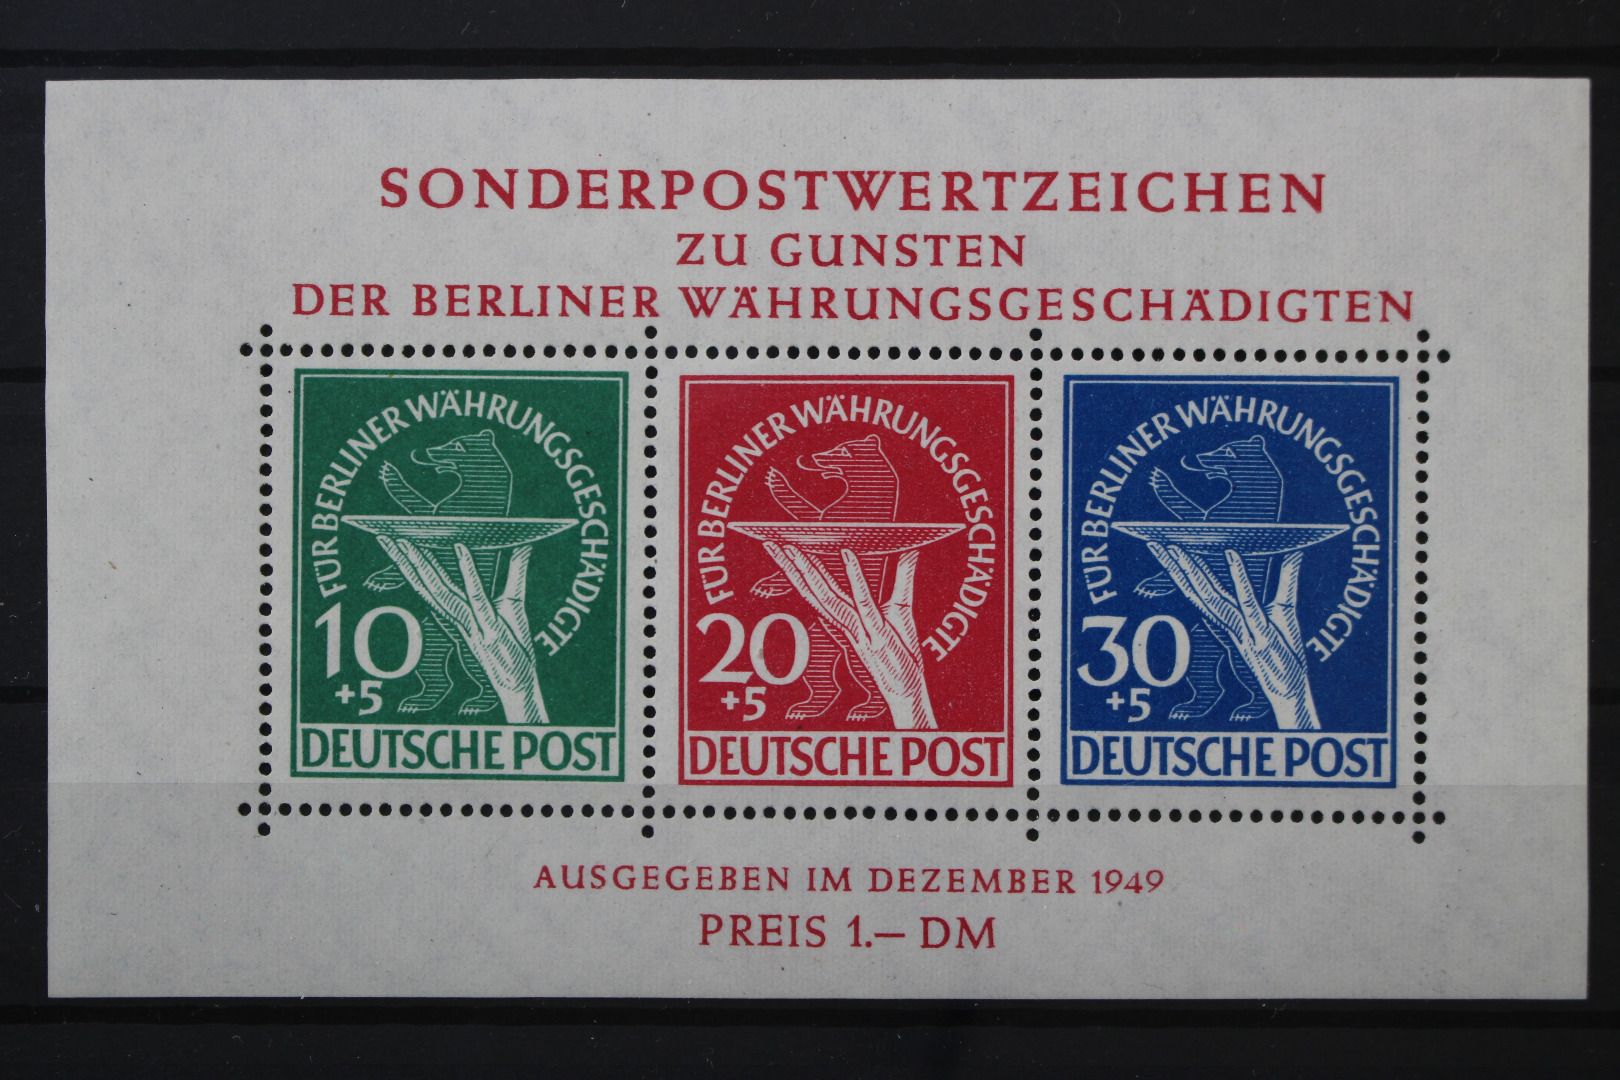 SONDERPOSTWERTZEICHEN
ZU GUNSTEN
DER BERLINER WÄHRUNGSGESCHÄDIGTEN
FÜR BERLINER WÄHRUNGSGESCHÄDIGTE
10
+5
DEUTSCHE POST
FÜR BERLINER WÄHRUNGSGESCHÄDIGTE
20
+5
DEUTSCHE POST
FÜR BERLINER WÄHRUNGSGESCHÄDIGTE
30
+5
DEUTSCHE POST
AUSGEGEBEN IM DEZEMBER 1949
PREIS 1.— DM